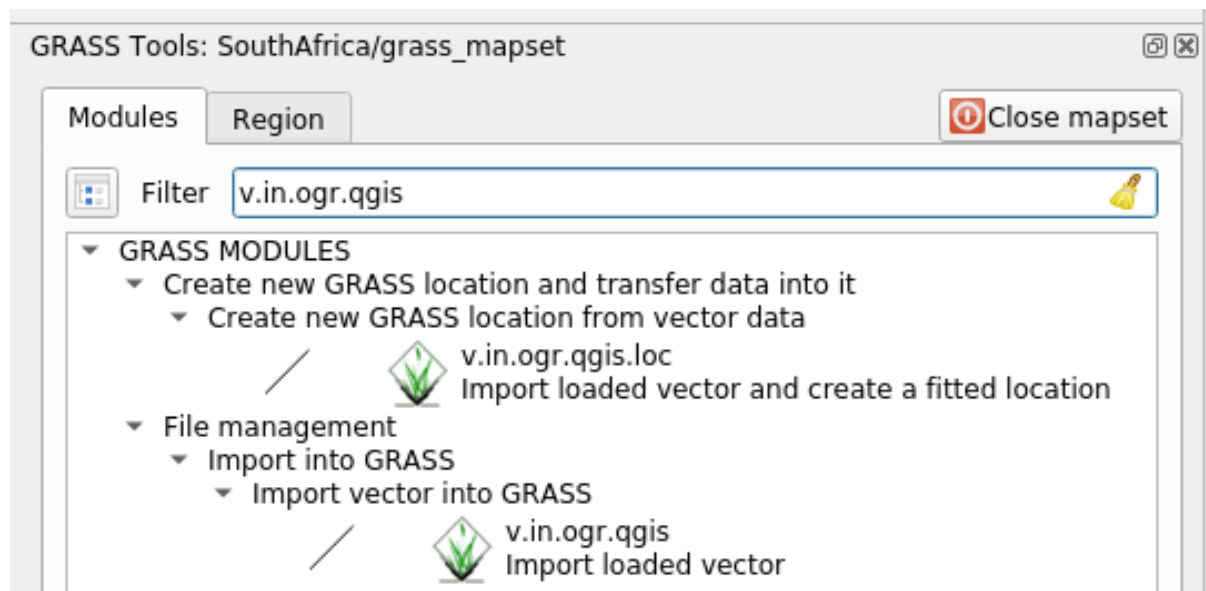 GRASS Tools: SouthAfrica/grass_mapset
Modules
Region
Close mapset
Filter
v.in.ogr.qgis
GRASS MODULES
Create new GRASS location and transfer data into it
Create new GRASS location from vector data
v.in.ogr.qgis.loc
Import loaded vector and create a fitted location
File management
Import into GRASS
Import vector into GRASS
v.in.ogr.qgis
Import loaded vector